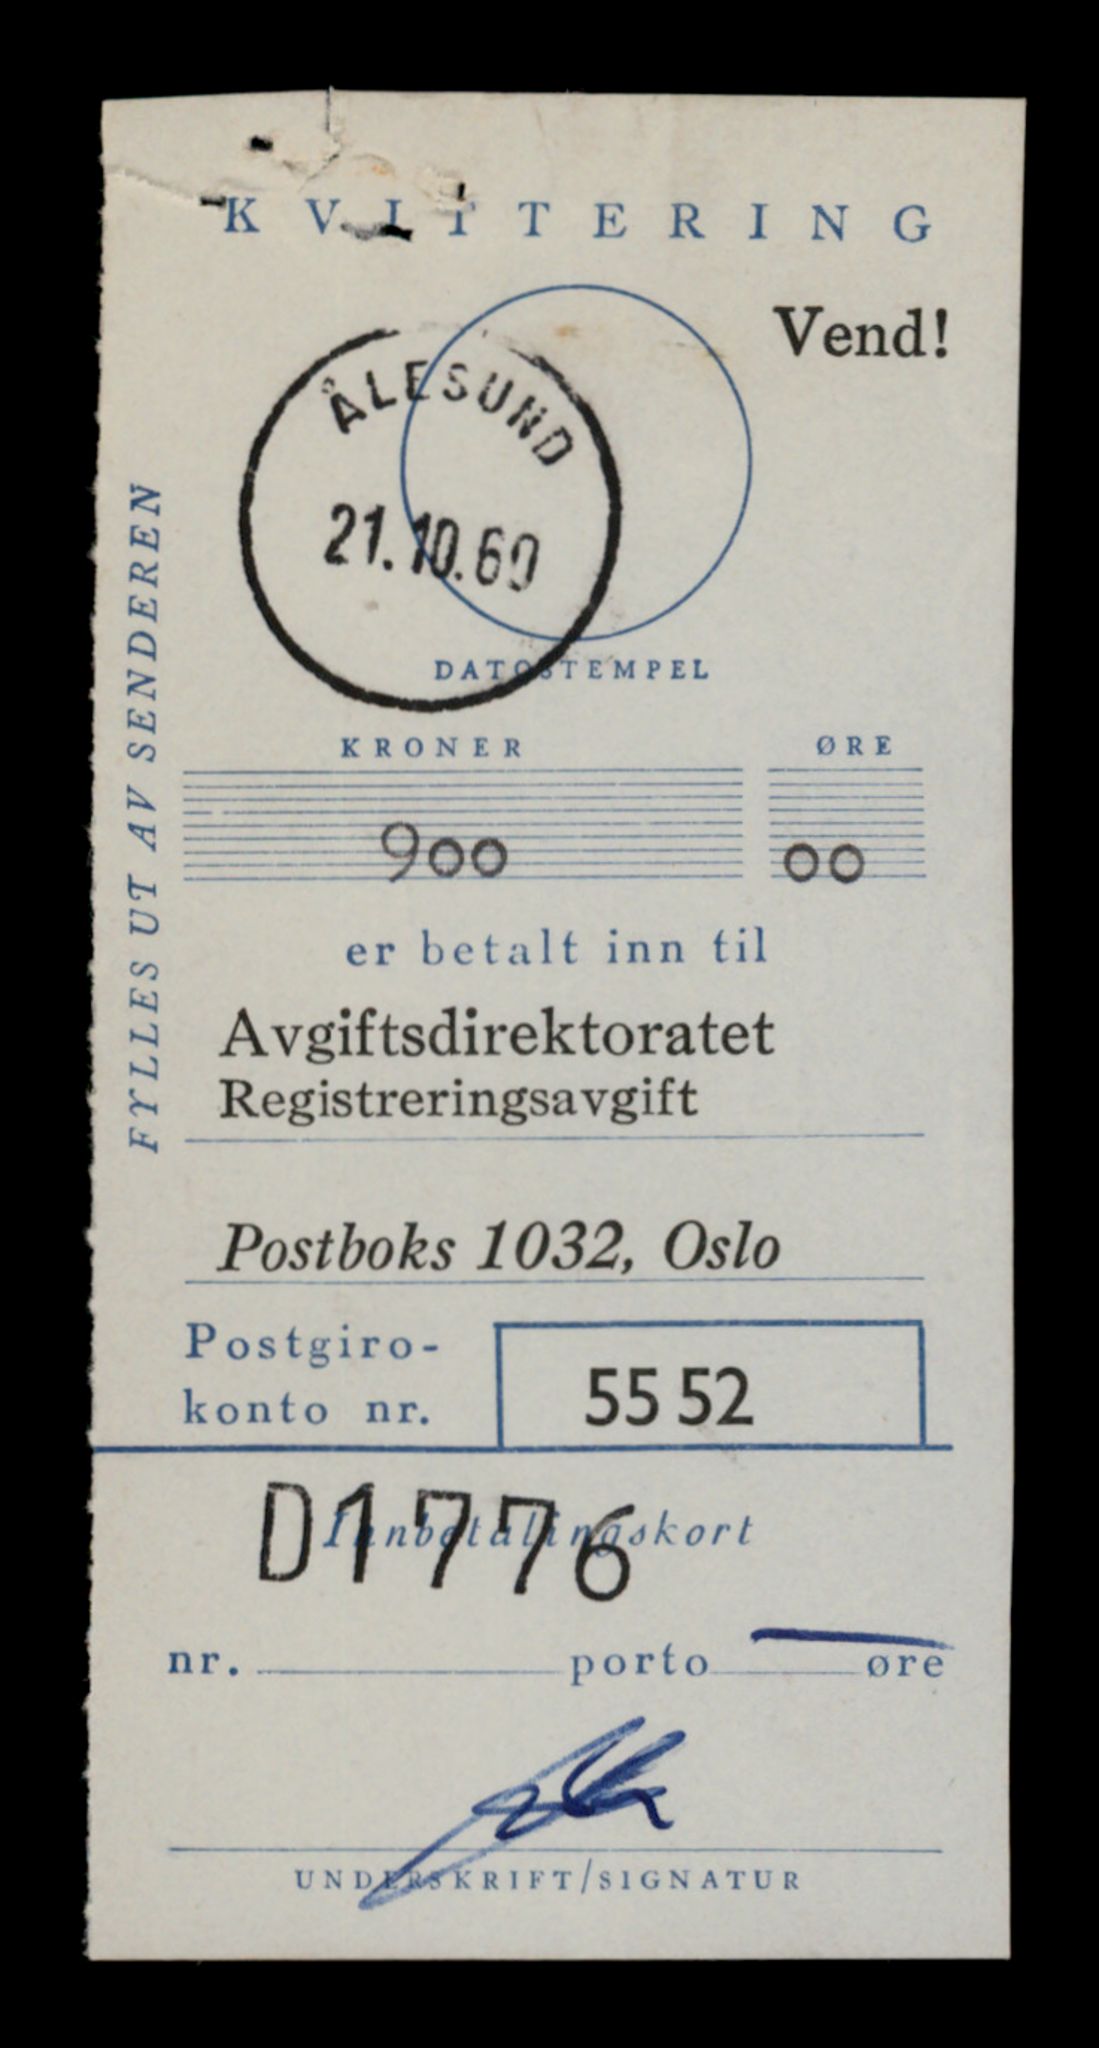 KVITTERING
Vend!
ÅLESUND
21.10.60
DATOSTEMPEL
FYLLES UT AV SENDEREN
KRONER ØRE
900 00
er betalt inn til
Avgiftsdirektoratet
Registreringsavgift
Postboks 1032, Oslo
Postgiro-
konto nr.
55 52
D1776
Innbetalingskort
nr. porto øre
UNDERSKRIFT/SIGNATUR